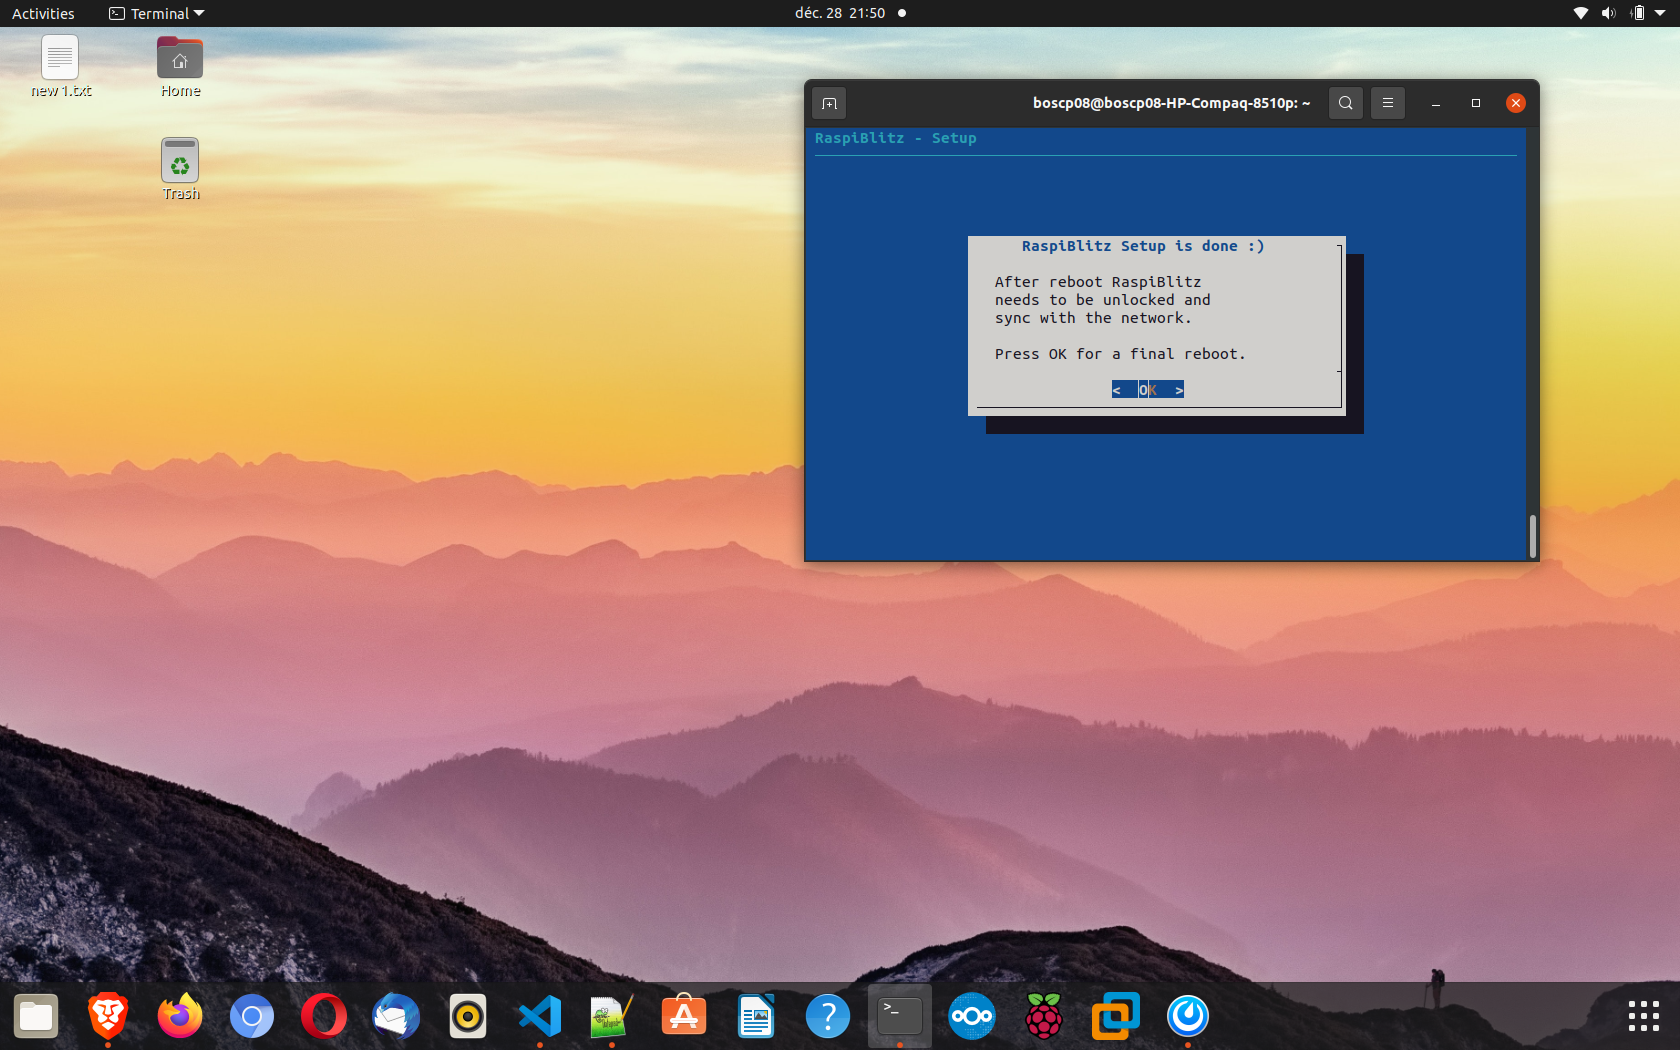 Activities
Terminal
déc. 28 21:50
new 1.txt
Home
Trash
boscp08@boscp08-HP-Compaq-8510p: ~
RaspiBlitz - Setup
RaspiBlitz Setup is done :)
After reboot RaspiBlitz
needs to be unlocked and
sync with the network.
Press OK for a final reboot.
< OK >